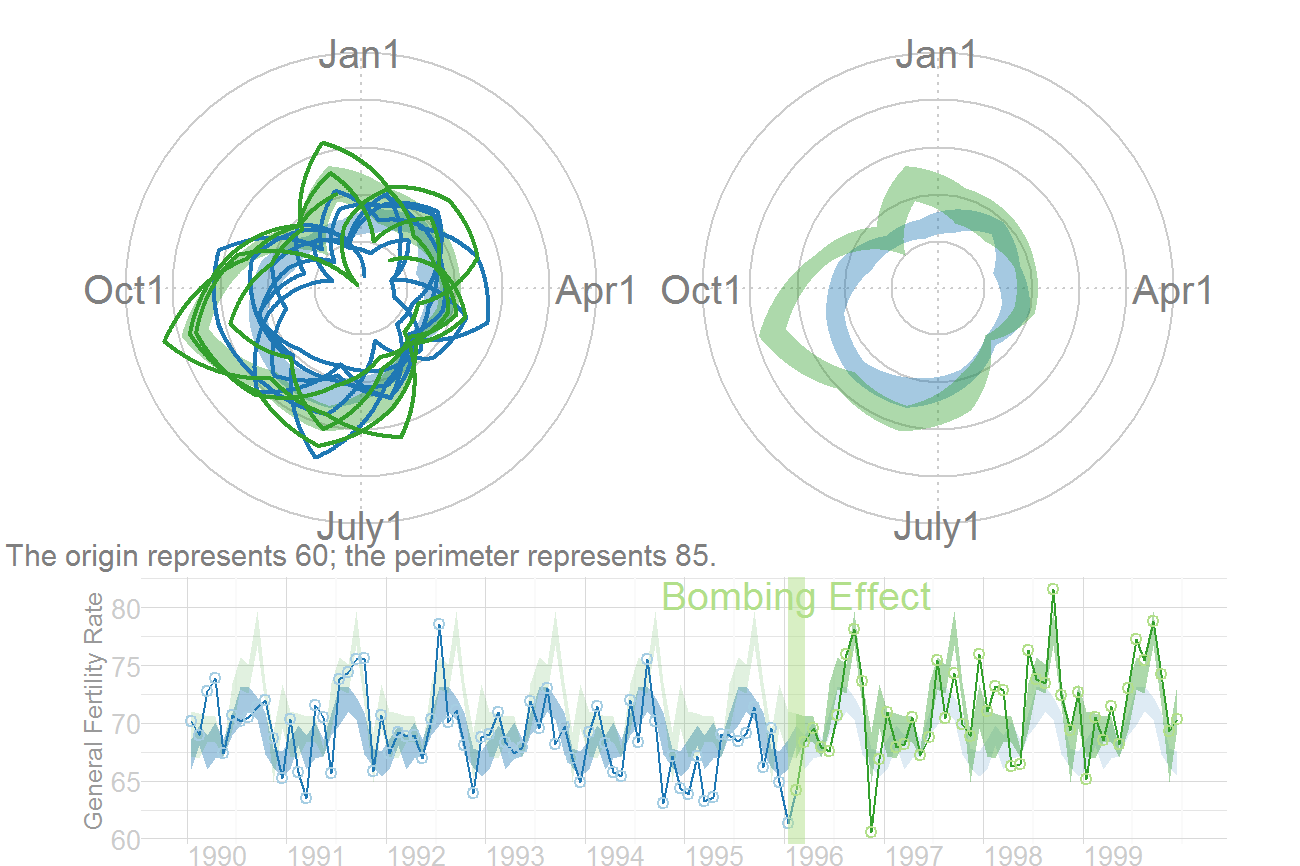 Jan1 Jan1
Oct1 Apr1 Oct1 Apr1
July1 July1
The origin represents 60; the perimeter represents 85.
Bombing Effect
General Fertility Rate
80
75
70
65
60
1990 1991 1992 1993 1994 1995 1996 1997 1998 1999